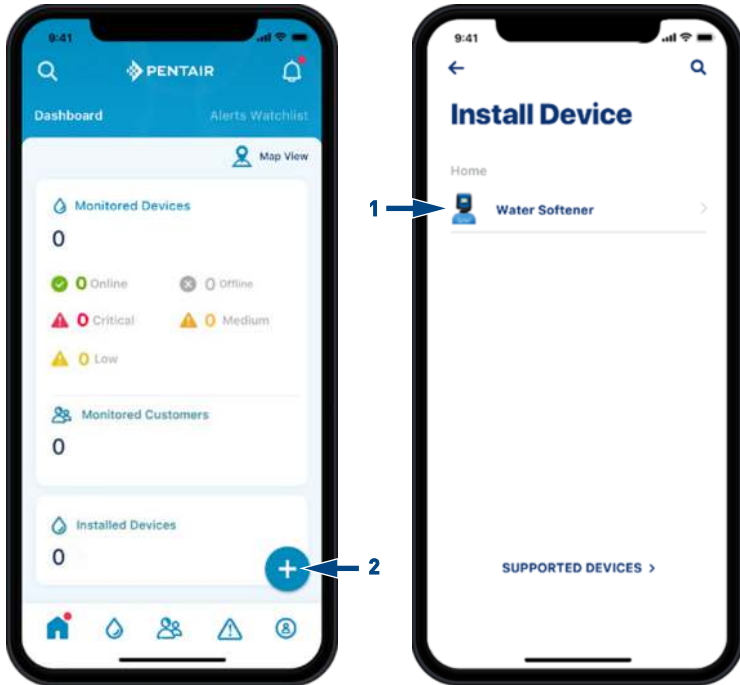 9:41
PENTAIR
Dashboard Alerts Watchlist
Map View
Monitored Devices
0
0 Online 0 Offline
0 Critical 0 Medium
0 Low
Monitored Customers
0
Installed Devices
0
2
9:41
Install Device
Home
1 Water Softener
SUPPORTED DEVICES >